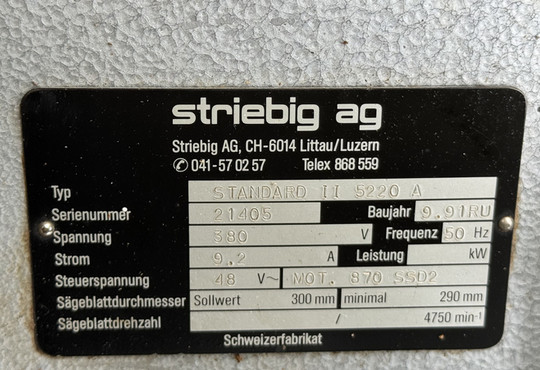 striebig ag
Striebig AG, CH-6014 Littau/Luzern
✆ 041-57 02 57 Telex 868 559
Typ STANDARD II 5220 A
Serienummer 21405 Baujahr 9.91RU
Spannung 380 V Frequenz 50 Hz
Strom 9.2 A Leistung kW
Steuerspannung 48 V~ MOT. 870 SSD2
Sägeblattdurchmesser Sollwert 300 mm minimal 290 mm
Sägeblattdrehzahl / 4750 min-¹
Schweizerfabrikat